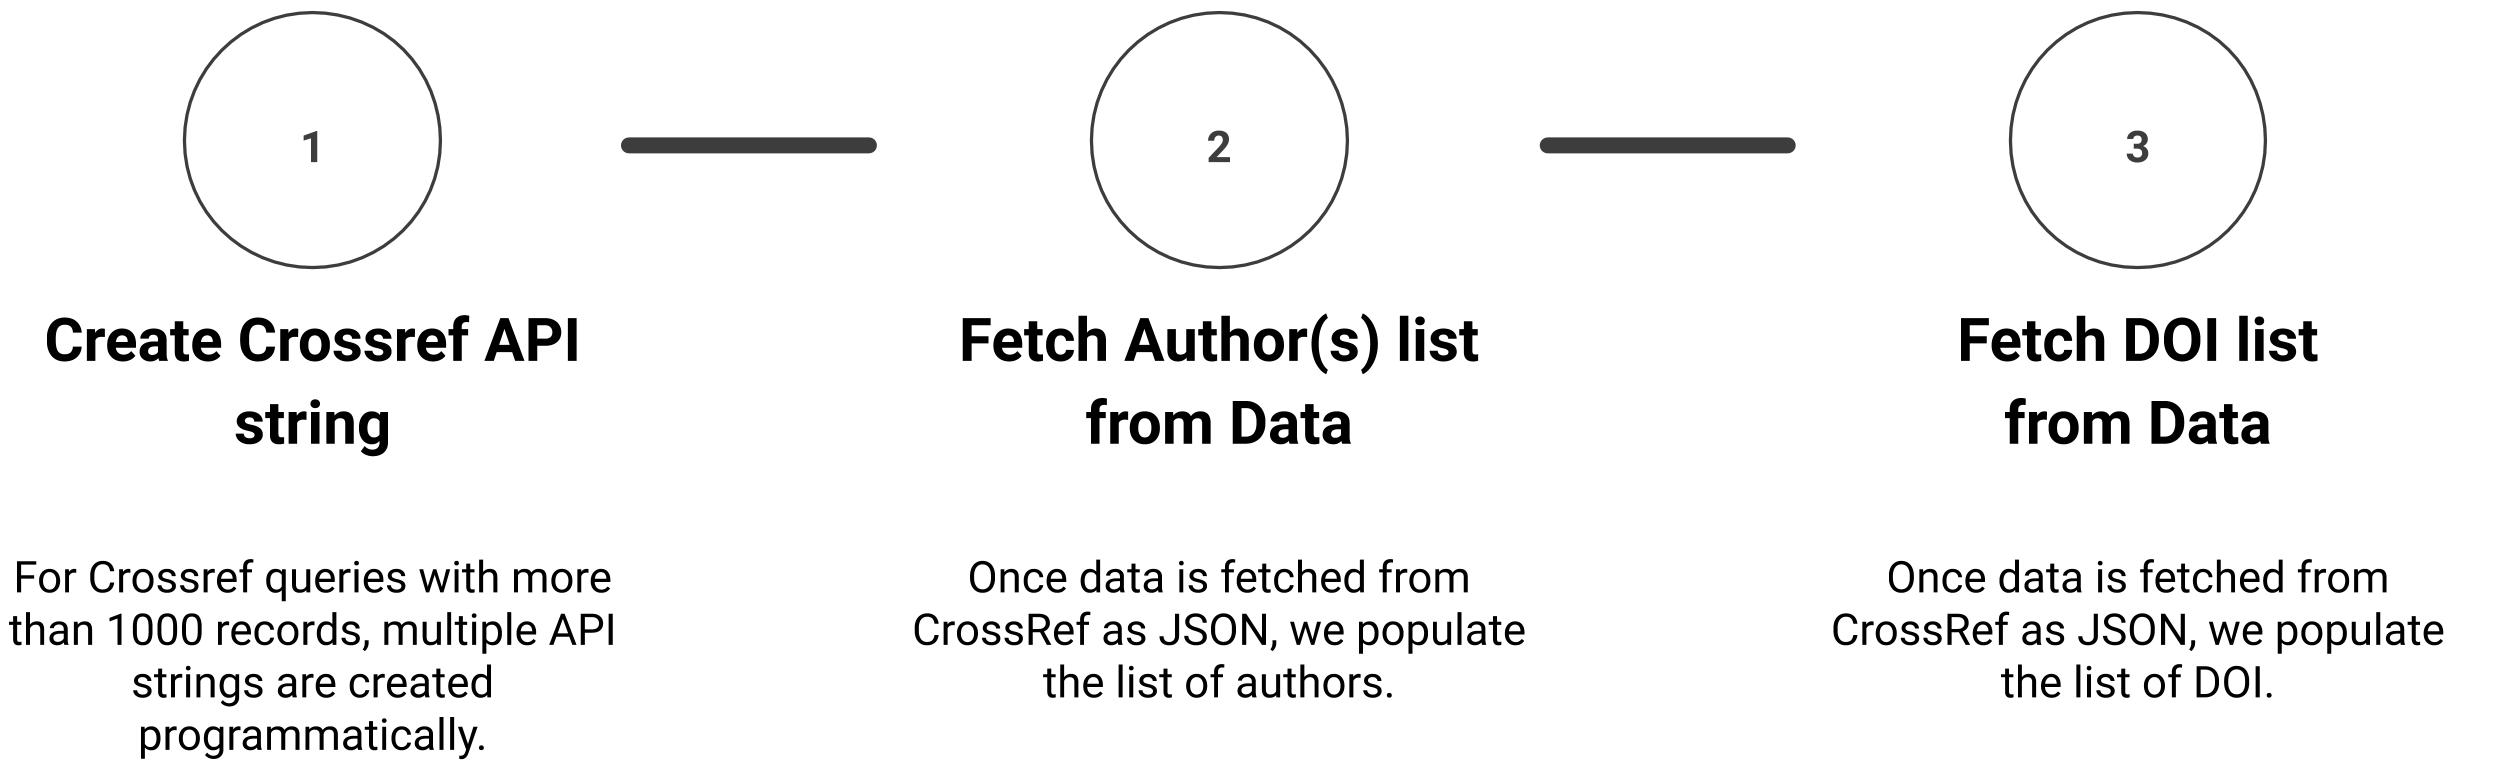 1
Create Crossref API
string
For Crossref queries with more
than 1000 records, multiple API
strings are created
programmatically.
2
Fetch Author(s) list
from Data
Once data is fetched from
CrossRef as JSON, we populate
the list of authors.
3
Fetch DOI list
from Data
Once data is fetched from
CrossRef as JSON, we populate
the list of DOI.